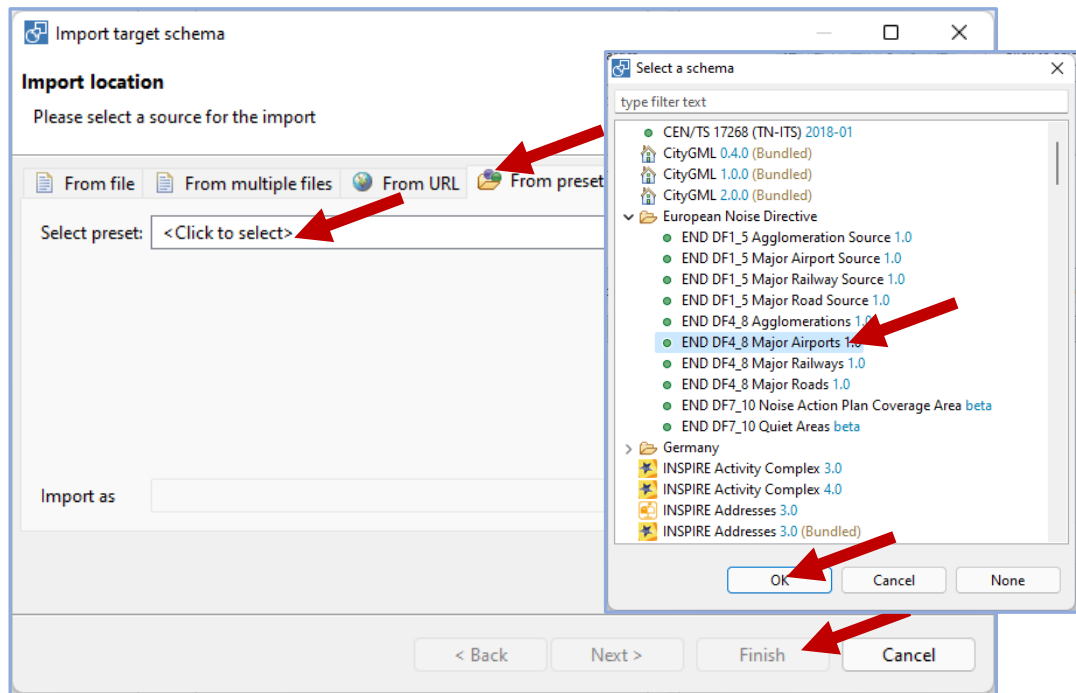 Import target schema
Import location
Please select a source for the import
From file
From multiple files
From URL
From preset
Select preset:
<Click to select>
Import as
< Back
Next >
Finish
Cancel
Select a schema
type filter text
CEN/TS 17268 (TN-ITS) 2018-01
CityGML 0.4.0 (Bundled)
CityGML 1.0.0 (Bundled)
CityGML 2.0.0 (Bundled)
European Noise Directive
END DF1_5 Agglomeration Source 1.0
END DF1_5 Major Airport Source 1.0
END DF1_5 Major Railway Source 1.0
END DF1_5 Major Road Source 1.0
END DF4_8 Agglomerations 1.0
END DF4_8 Major Airports 1.0
END DF4_8 Major Railways 1.0
END DF4_8 Major Roads 1.0
END DF7_10 Noise Action Plan Coverage Area beta
END DF7_10 Quiet Areas beta
Germany
INSPIRE Activity Complex 3.0
INSPIRE Activity Complex 4.0
INSPIRE Addresses 3.0
INSPIRE Addresses 3.0 (Bundled)
OK
Cancel
None